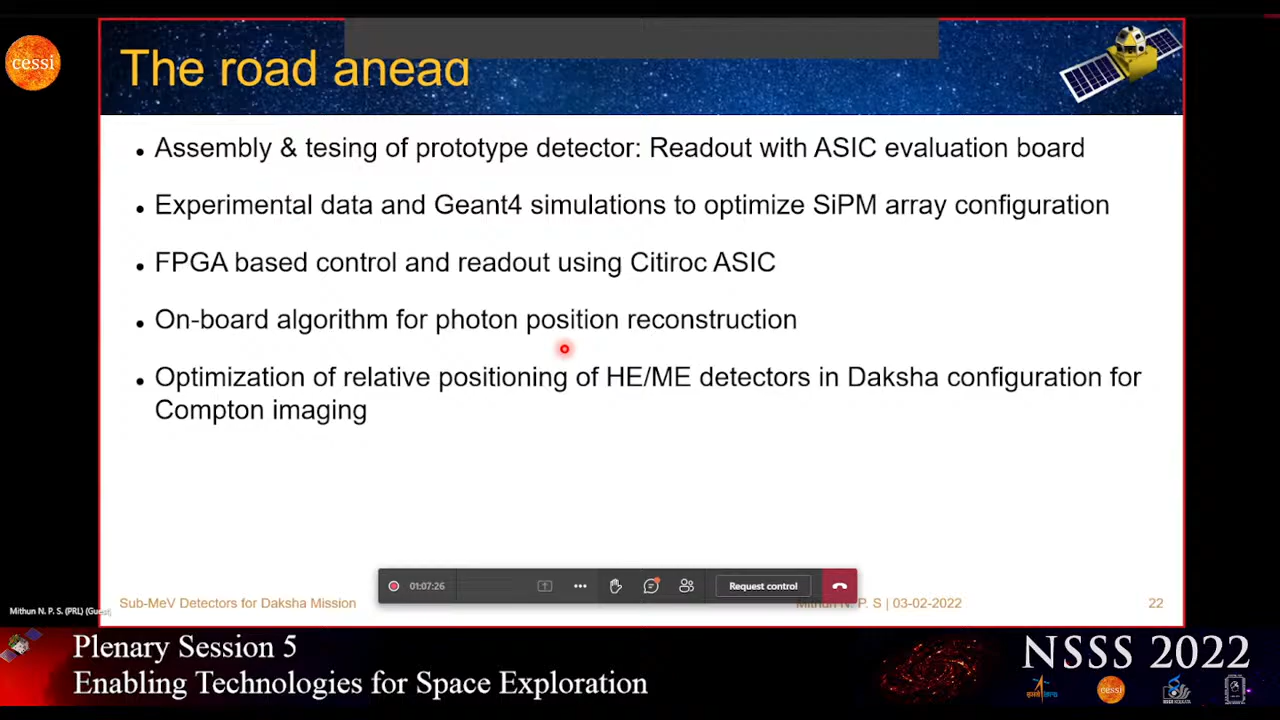 cessi
The road ahead
Assembly & tesing of prototype detector: Readout with ASIC evaluation board
Experimental data and Geant4 simulations to optimize SiPM array configuration
FPGA based control and readout using Citiroc ASIC
On-board algorithm for photon position reconstruction
Optimization of relative positioning of HE/ME detectors in Daksha configuration for
Compton imaging
01:07:26
Request control
Mithun N. P. S. (PRL) (Guest)
Sub-MeV Detectors for Daksha Mission
Mithun N. P. S | 03-02-2022
22
Plenary Session 5
Enabling Technologies for Space Exploration
NSSS 2022
cessi